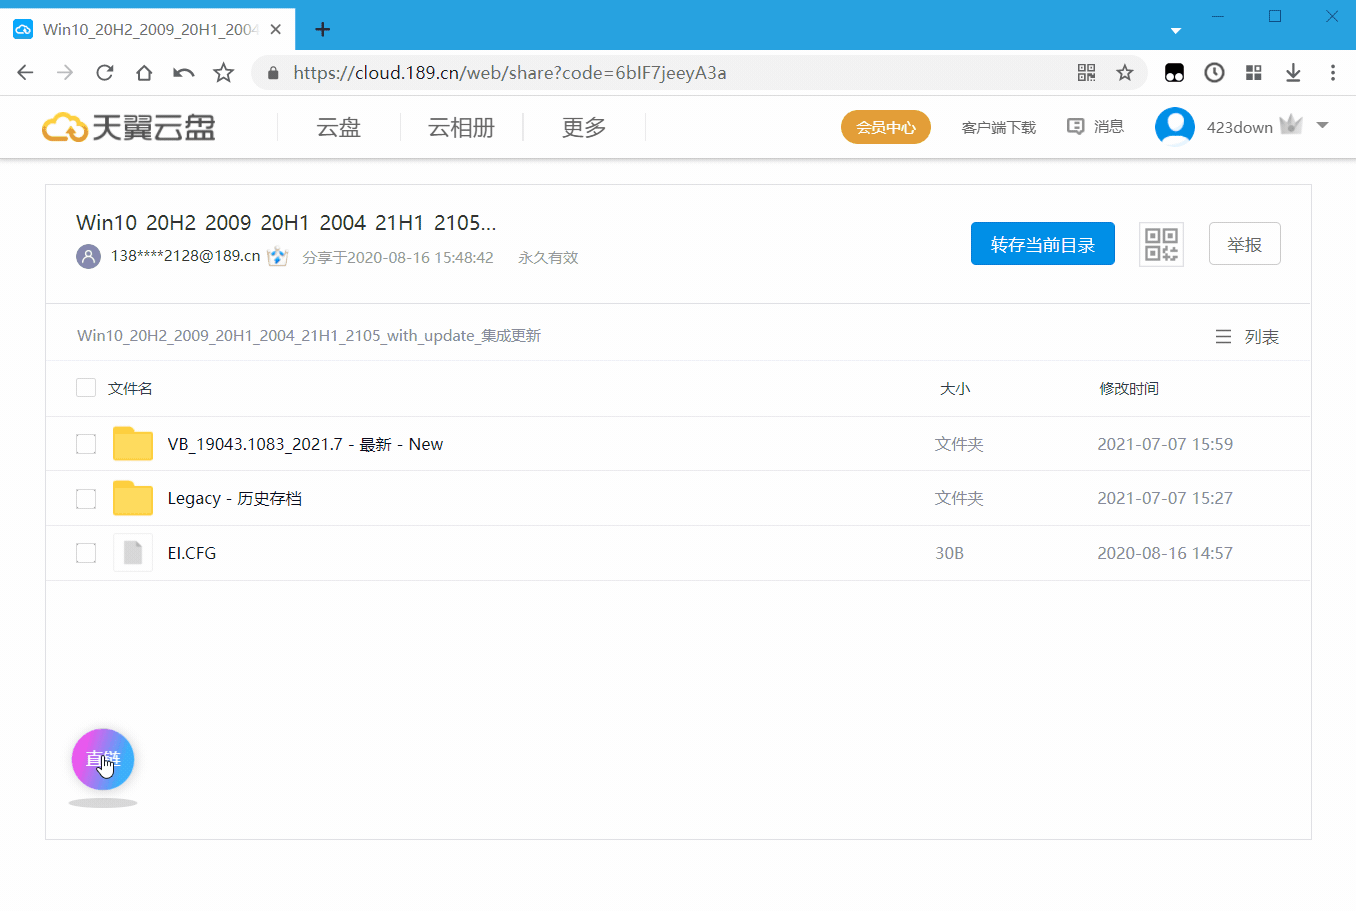 Win10_20H2_2009_20H1_2004
https://cloud.189.cn/web/share?code=6bIF7jeeyA3a
天翼云盘 云盘 云相册 更多 会员中心 客户端下载 消息 423down
Win10 20H2 2009 20H1 2004 21H1 2105...
138****2128@189.cn 分享于2020-08-16 15:48:42 永久有效
转存当前目录 举报
Win10_20H2_2009_20H1_2004_21H1_2105_with_update_集成更新 列表
文件名 大小 修改时间
VB_19043.1083_2021.7 - 最新 - New 文件夹 2021-07-07 15:59
Legacy - 历史存档 文件夹 2021-07-07 15:27
EI.CFG 30B 2020-08-16 14:57
直链